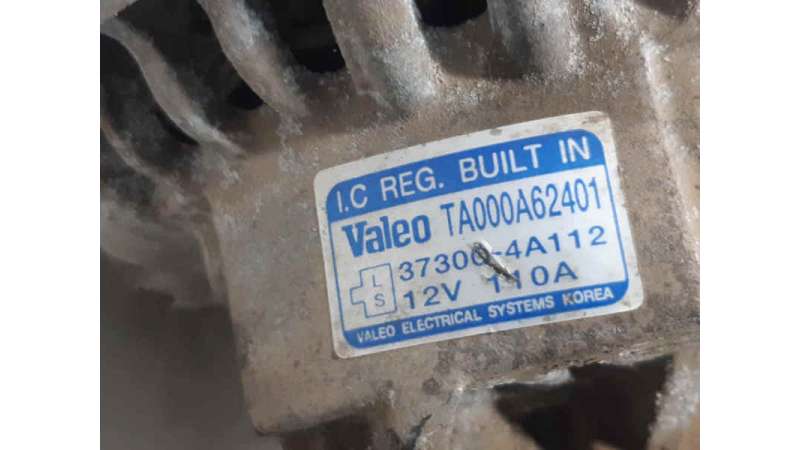 I.C REG. BUILT IN
Valeo TA000A62401
37300-4A112
L
S
12V 110A
VALEO ELECTRICAL SYSTEMS KOREA